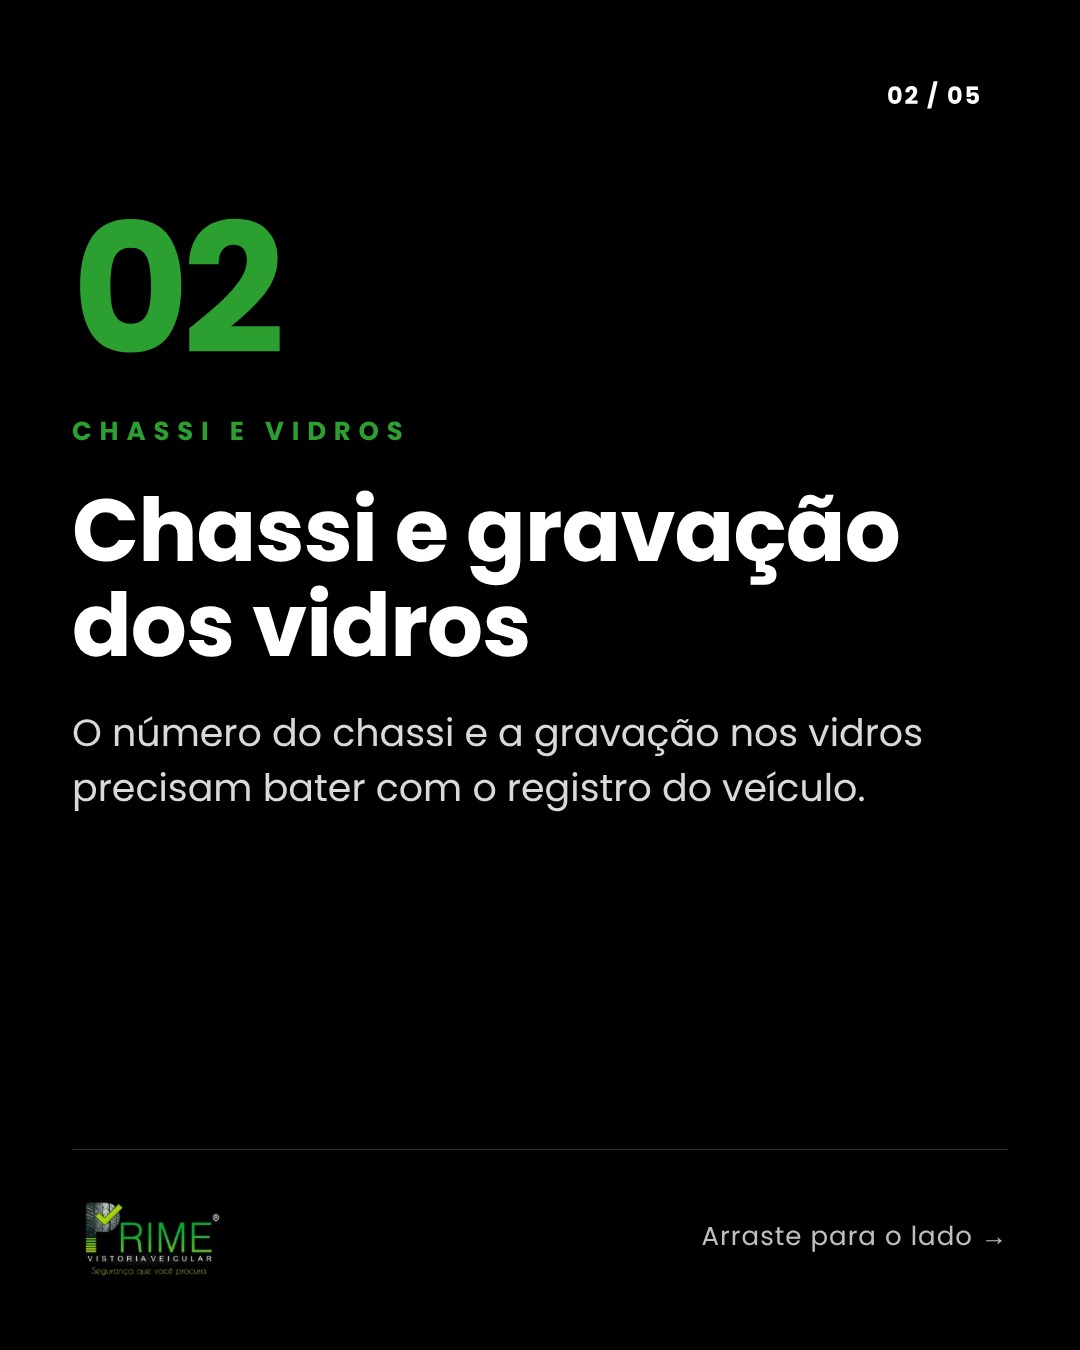 02 / 05
02
CHASSI E VIDROS
Chassi e gravação
dos vidros
O número do chassi e a gravação nos vidros
precisam bater com o registro do veículo.
PRIME®
VISTORIA VEICULAR
Segurança que você procura
Arraste para o lado →